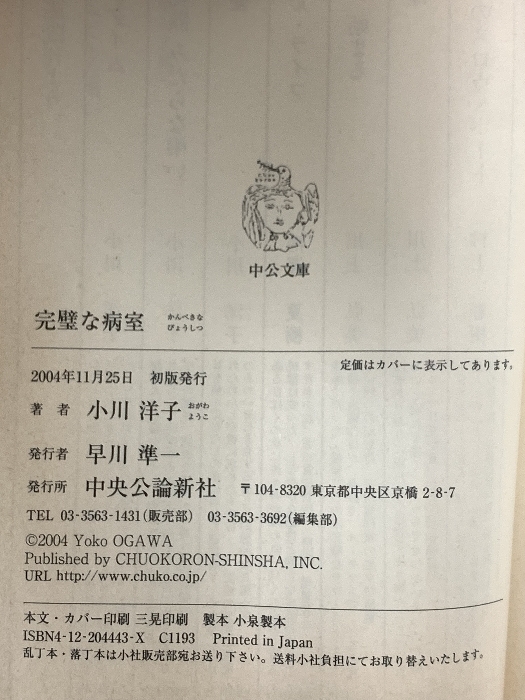 中公文庫
完璧な病室 かんぺきな
びょうしつ
定価はカバーに表示してあります。
2004年11月25日 初版発行
著者 小川 洋子 おがわ
ようこ
発行者 早川 準一
発行所 中央公論新社 〒104-8320 東京都中央区京橋 2-8-7
TEL 03-3563-1431(販売部) 03-3563-3692(編集部)
©2004 Yoko OGAWA
Published by CHUOKORON-SHINSHA, INC.
URL http://www.chuko.co.jp/
本文・カバー印刷 三晃印刷 製本 小泉製本
ISBN4-12-204443-X C1193 Printed in Japan
乱丁本・落丁本は小社販売部宛お送り下さい。送料小社負担にてお取り替えいたします。